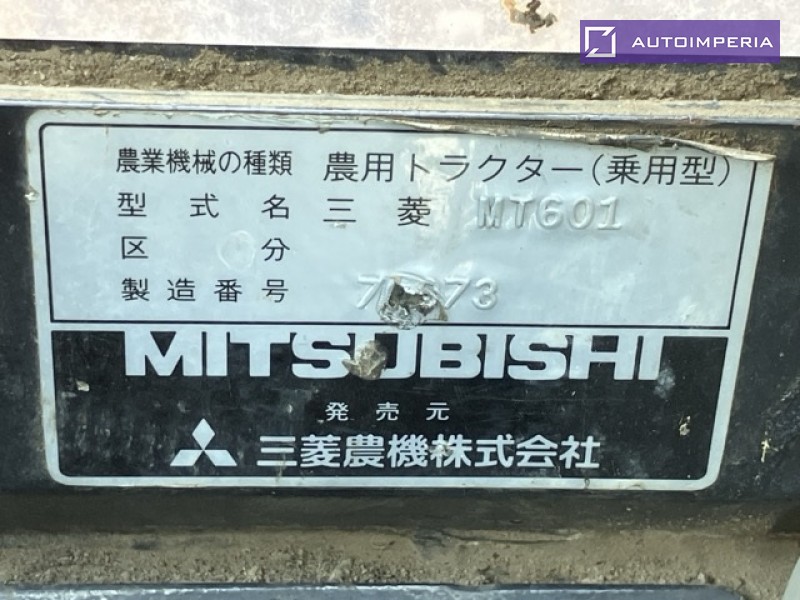 AUTOIMPERIA
農業機械の種類 農用トラクター(乗用型)
型式名 三菱 MT601
区分
製造番号
MITSUBISHI
発売元
三菱農機株式会社